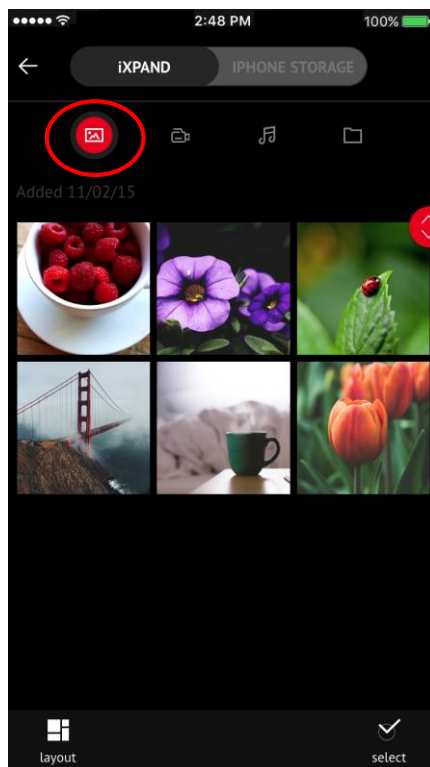 2:48 PM 100%
iXPAND IPHONE STORAGE
Added 11/02/15
layout select